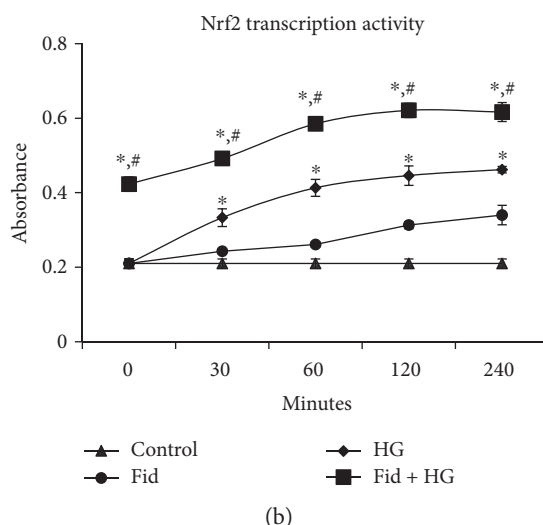 Nrf2 transcription activity
0.8
0.6
0.4
0.2
0
Absorbance
*,#
*,#
*,#
*,#
*,#
*
*
*
*
0 30 60 120 240
Minutes
Control HG
Fid Fid + HG
(b)